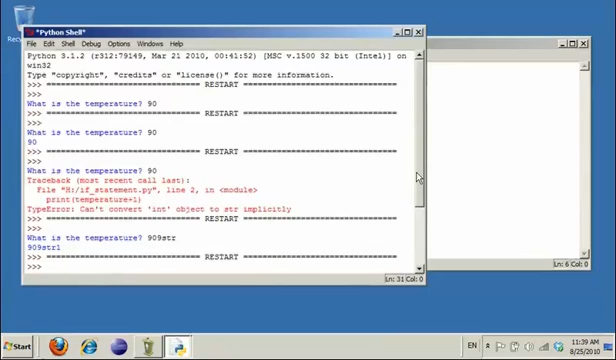 Recyc
*Python Shell*
File Edit Shell Debug Options Windows Help
Python 3.1.2 (r312:79149, Mar 21 2010, 00:41:52) [MSC v.1500 32 bit (Intel)] on
win32
Type "copyright", "credits" or "license()" for more information.
>>> ================================ RESTART ================================
>>>
What is the temperature? 90
>>> ================================ RESTART ================================
>>>
What is the temperature? 90
90
>>> ================================ RESTART ================================
>>>
What is the temperature? 90
Traceback (most recent call last):
File "H:/if_statement.py", line 2, in <module>
print(temperature+1)
TypeError: Can't convert 'int' object to str implicitly
>>> ================================ RESTART ================================
>>>
What is the temperature? 909str
909str1
>>> ================================ RESTART ================================
>>>
Ln: 31 Col: 0
Ln: 6 Col: 0
Start
EN
11:39 AM
8/25/2010